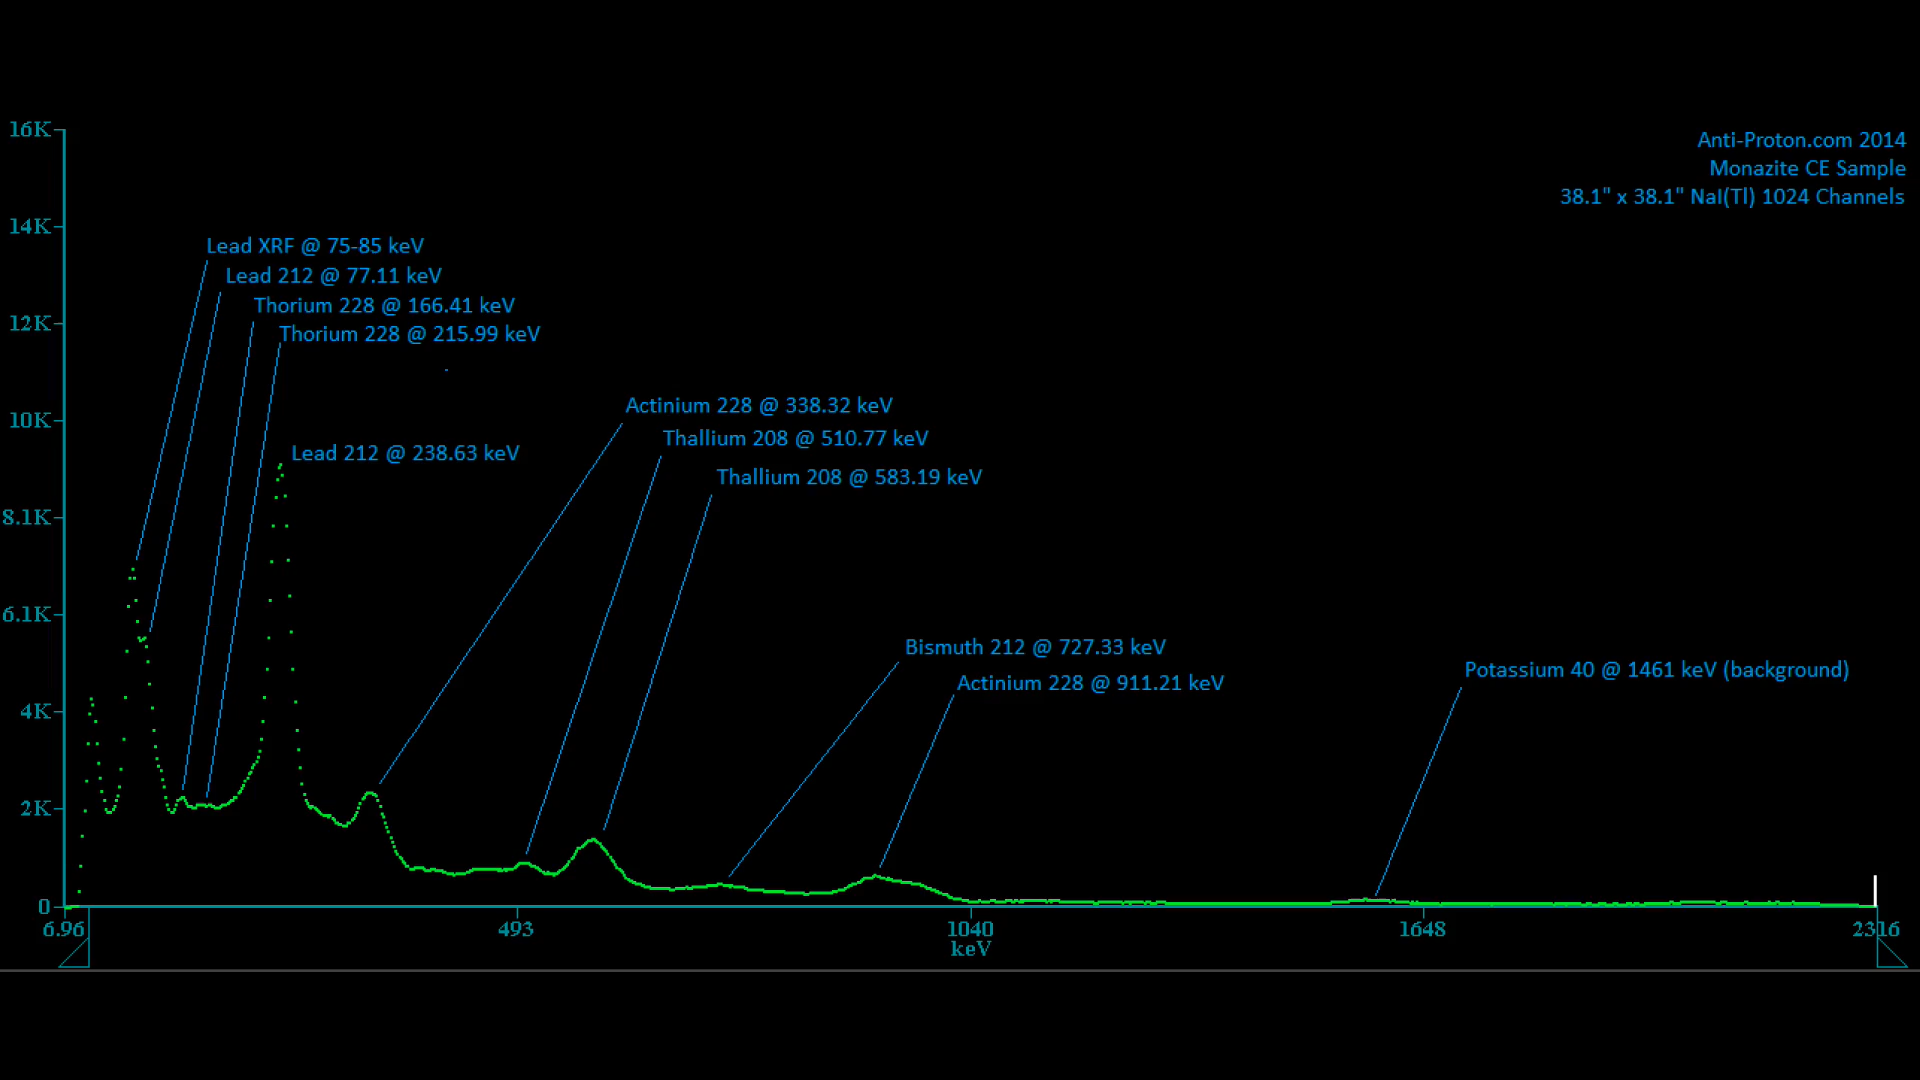 Anti-Proton.com 2014
Monazite CE Sample
38.1" x 38.1" NaI(Tl) 1024 Channels
16K
14K
12K
10K
8.1K
6.1K
4K
2K
0
Lead XRF @ 75-85 keV
Lead 212 @ 77.11 keV
Thorium 228 @ 166.41 keV
Thorium 228 @ 215.99 keV
Lead 212 @ 238.63 keV
Actinium 228 @ 338.32 keV
Thallium 208 @ 510.77 keV
Thallium 208 @ 583.19 keV
Bismuth 212 @ 727.33 keV
Actinium 228 @ 911.21 keV
Potassium 40 @ 1461 keV (background)
6.96 493 1040 1648 2316
keV